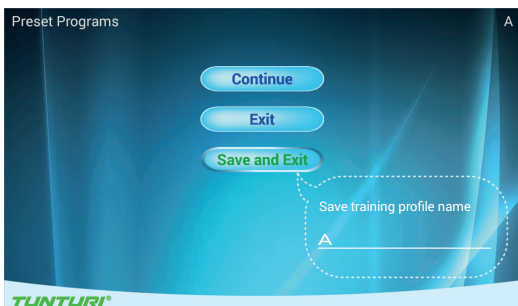 Preset Programs
A
Continue
Exit
Save and Exit
Save training profile name
A
TUNTURI®